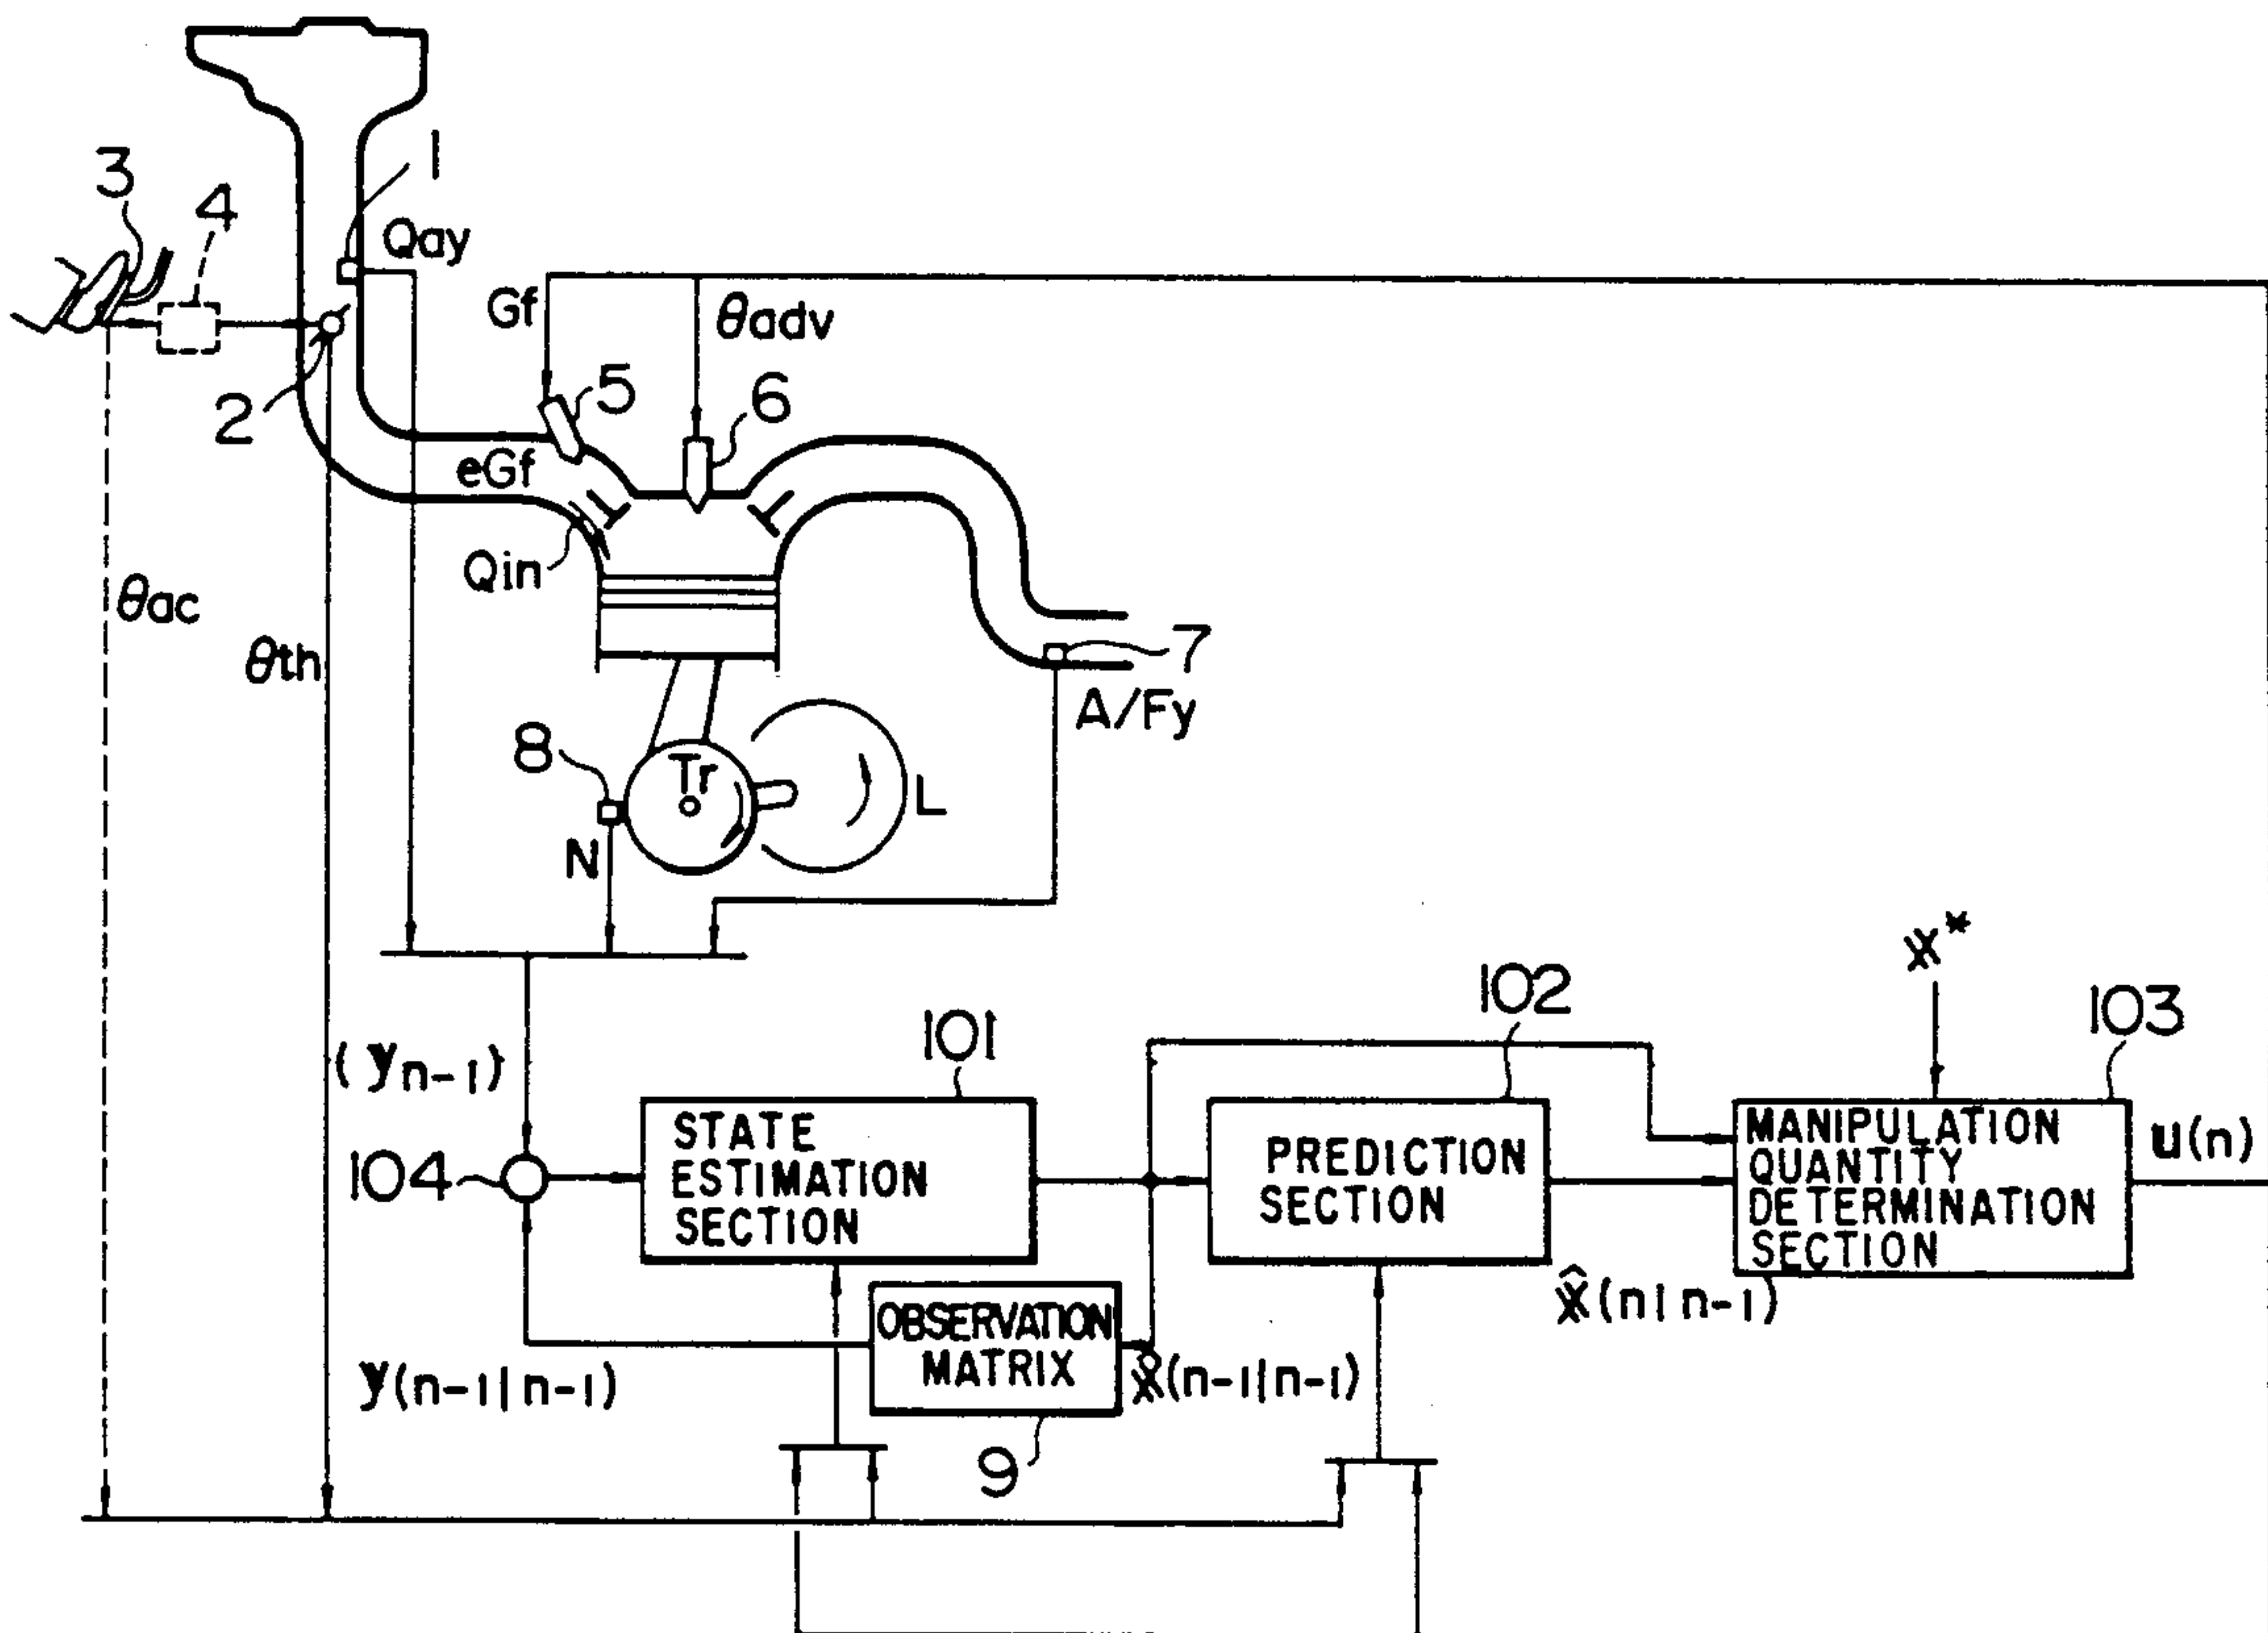 1
3
4
Qay
Gf
θadv
2
5
6
eGf
Qin
θac
θth
7
A/Fy
8
Tr
L
N
x*
102
101
103
(yn-1)
STATE
ESTIMATION
SECTION
PREDICTION
SECTION
MANIPULATION
QUANTITY
DETERMINATION
SECTION
u(n)
104
OBSERVATION
MATRIX
x̂(n|n-1)
y(n-1|n-1)
x̂(n-1|n-1)
9